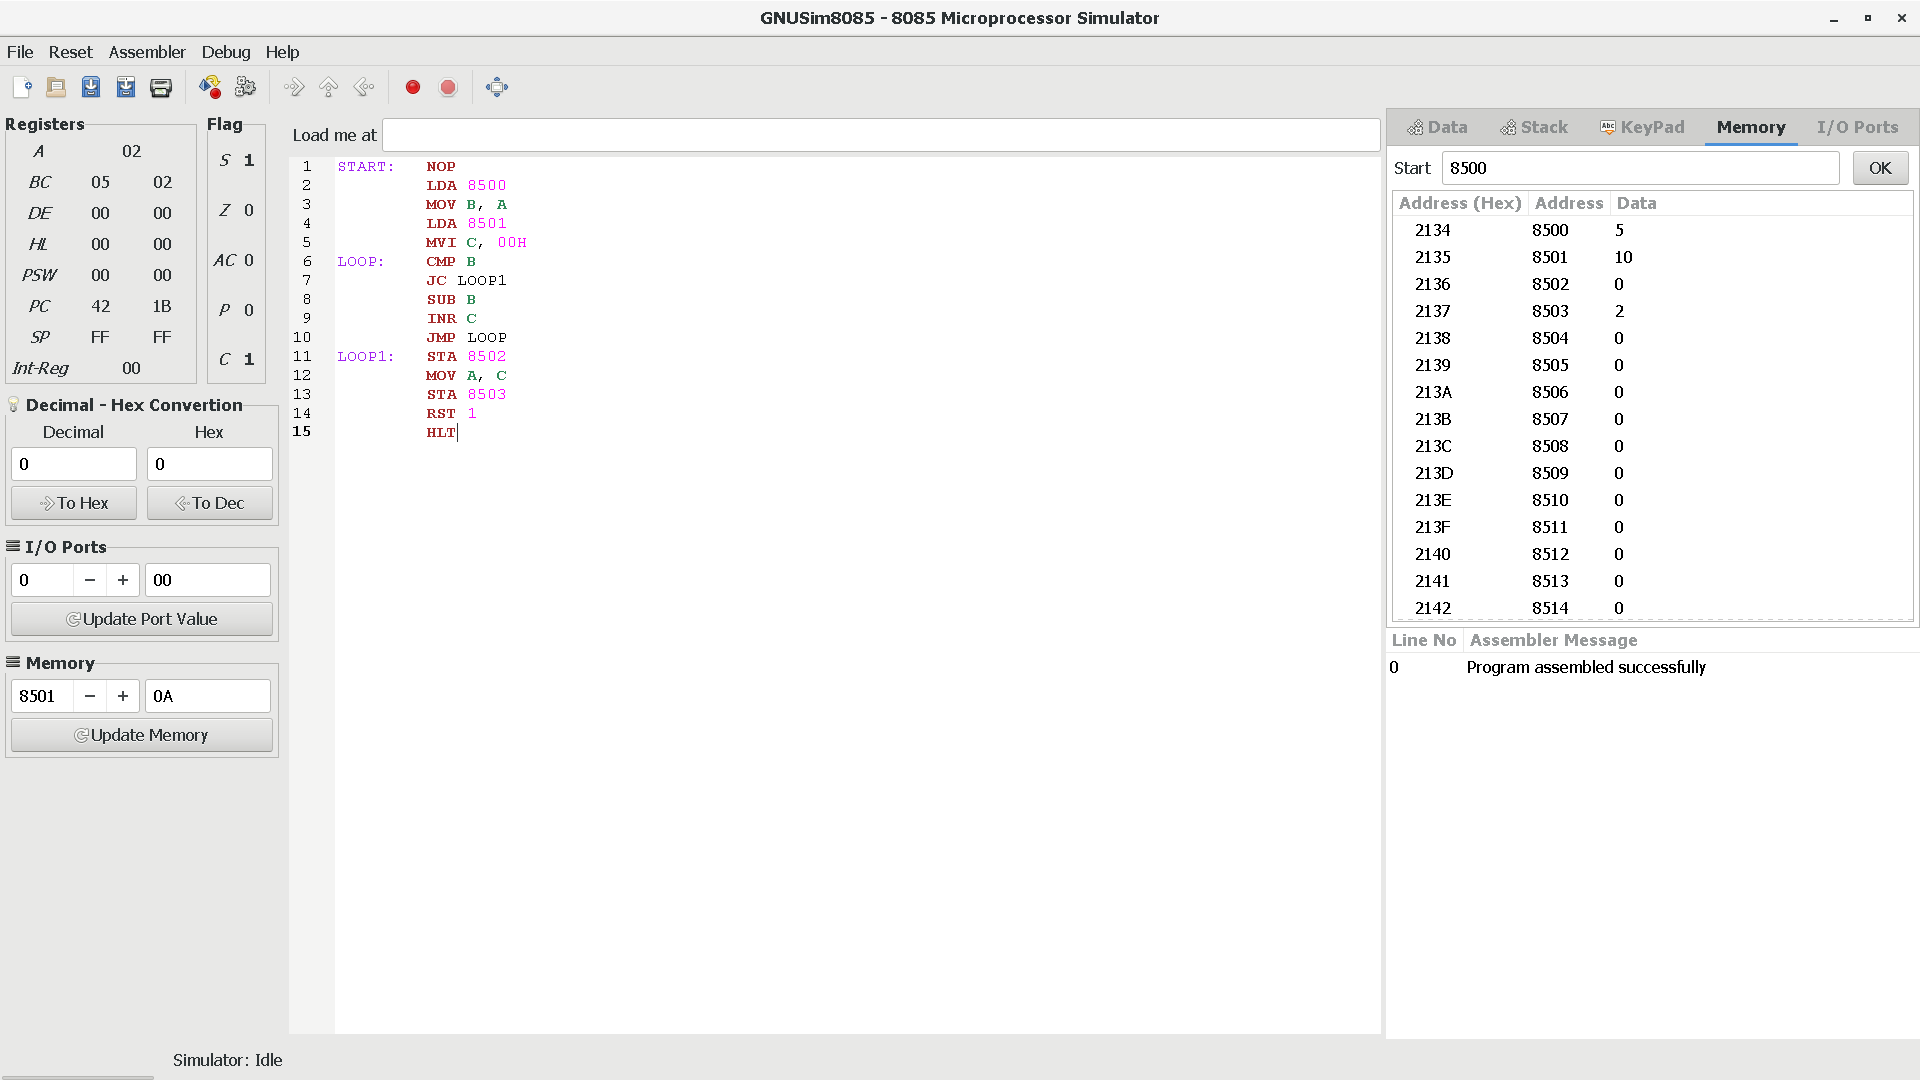 GNUSim8085 - 8085 Microprocessor Simulator
File Reset Assembler Debug Help
Registers
A 02
BC 05 02
DE 00 00
HL 00 00
PSW 00 00
PC 42 1B
SP FF FF
Int-Reg 00
Flag
S 1
Z 0
AC 0
P 0
C 1
Decimal - Hex Convertion
Decimal Hex
0 0
To Hex To Dec
I/O Ports
0 − + 00
Update Port Value
Memory
8501 − + 0A
Update Memory
Load me at
1 START: NOP
2 LDA 8500
3 MOV B, A
4 LDA 8501
5 MVI C, 00H
6 LOOP: CMP B
7 JC LOOP1
8 SUB B
9 INR C
10 JMP LOOP
11 LOOP1: STA 8502
12 MOV A, C
13 STA 8503
14 RST 1
15 HLT
Data Stack Abc KeyPad Memory I/O Ports
Start 8500 OK
Address (Hex) Address Data
2134 8500 5
2135 8501 10
2136 8502 0
2137 8503 2
2138 8504 0
2139 8505 0
213A 8506 0
213B 8507 0
213C 8508 0
213D 8509 0
213E 8510 0
213F 8511 0
2140 8512 0
2141 8513 0
2142 8514 0
Line No Assembler Message
0 Program assembled successfully
Simulator: Idle